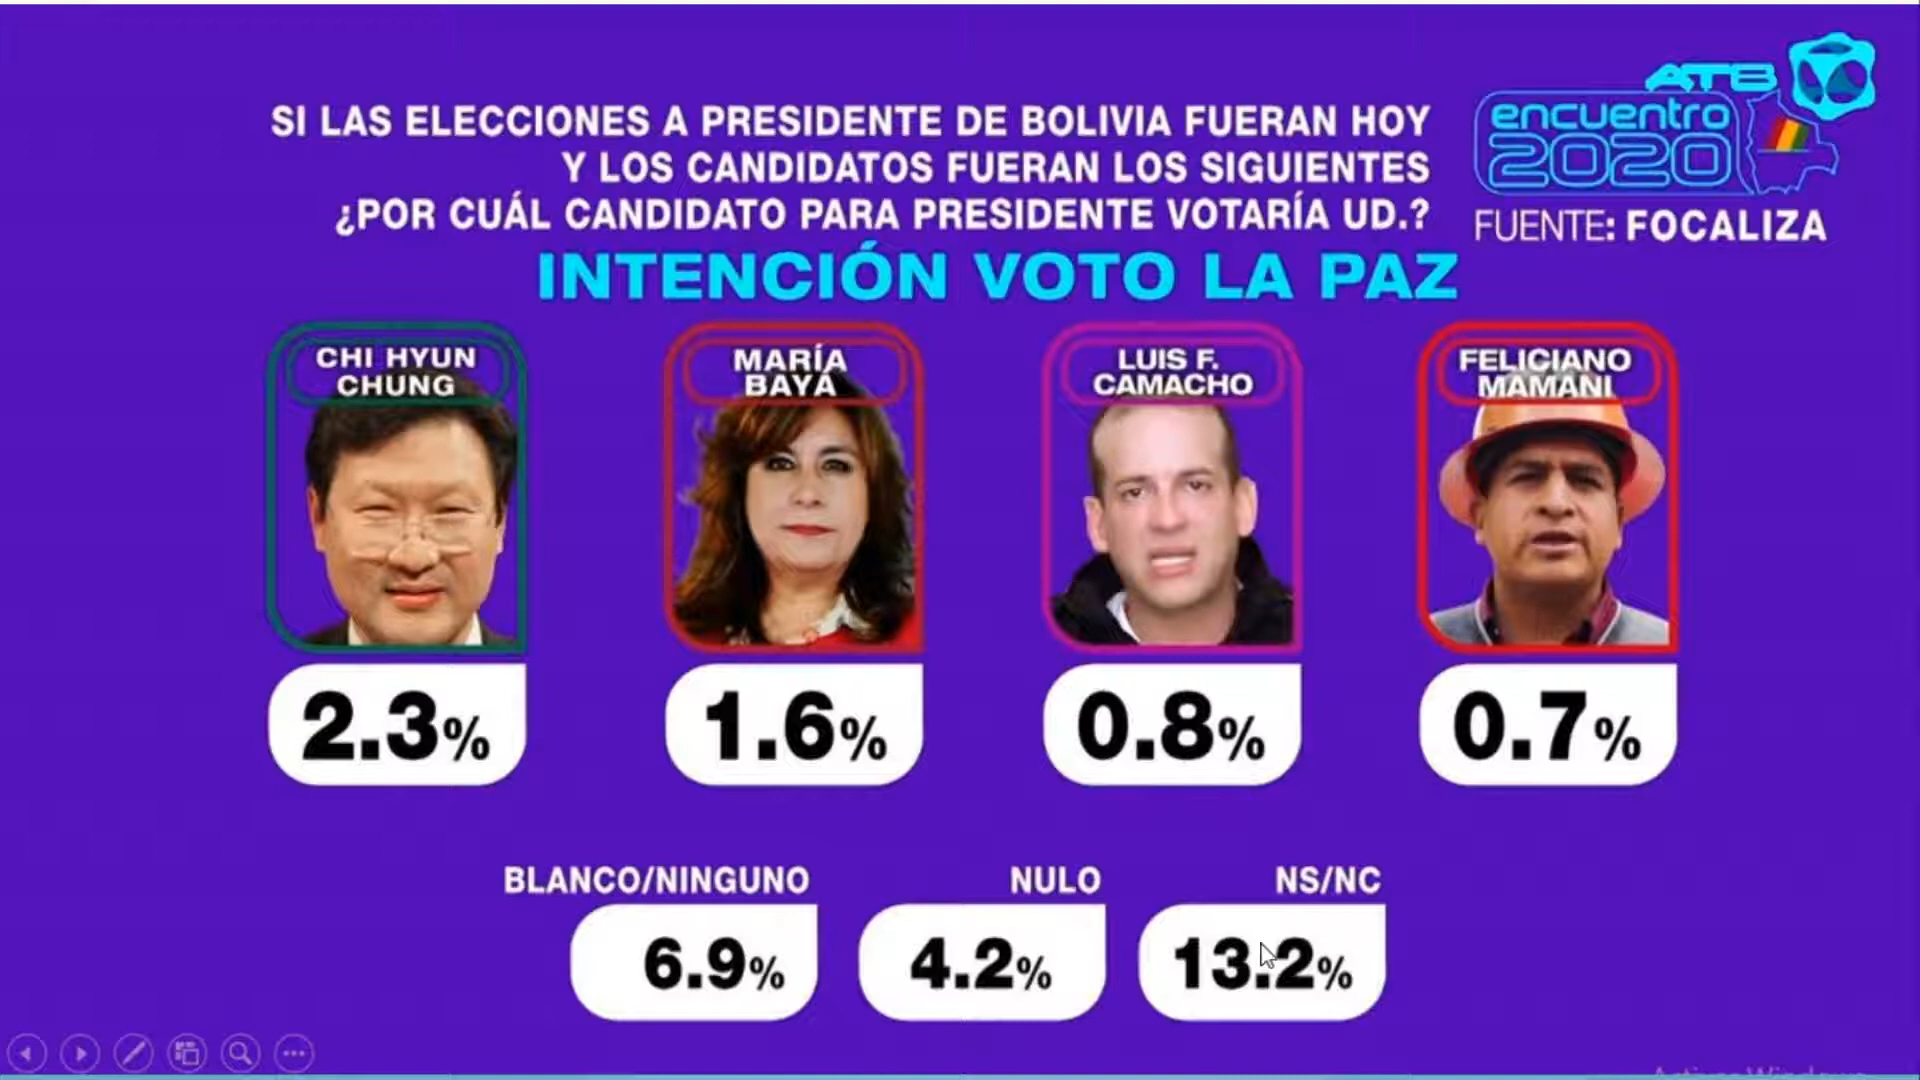 SI LAS ELECCIONES A PRESIDENTE DE BOLIVIA FUERAN HOY
Y LOS CANDIDATOS FUERAN LOS SIGUIENTES
¿POR CUÁL CANDIDATO PARA PRESIDENTE VOTARÍA UD.?
INTENCIÓN VOTO LA PAZ
ATB
encuentro
2020
FUENTE: FOCALIZA
CHI HYUN
CHUNG
MARÍA
BAYÁ
LUIS F.
CAMACHO
FELICIANO
MAMANI
2.3%
1.6%
0.8%
0.7%
BLANCO/NINGUNO
NULO
NS/NC
6.9%
4.2%
13.2%